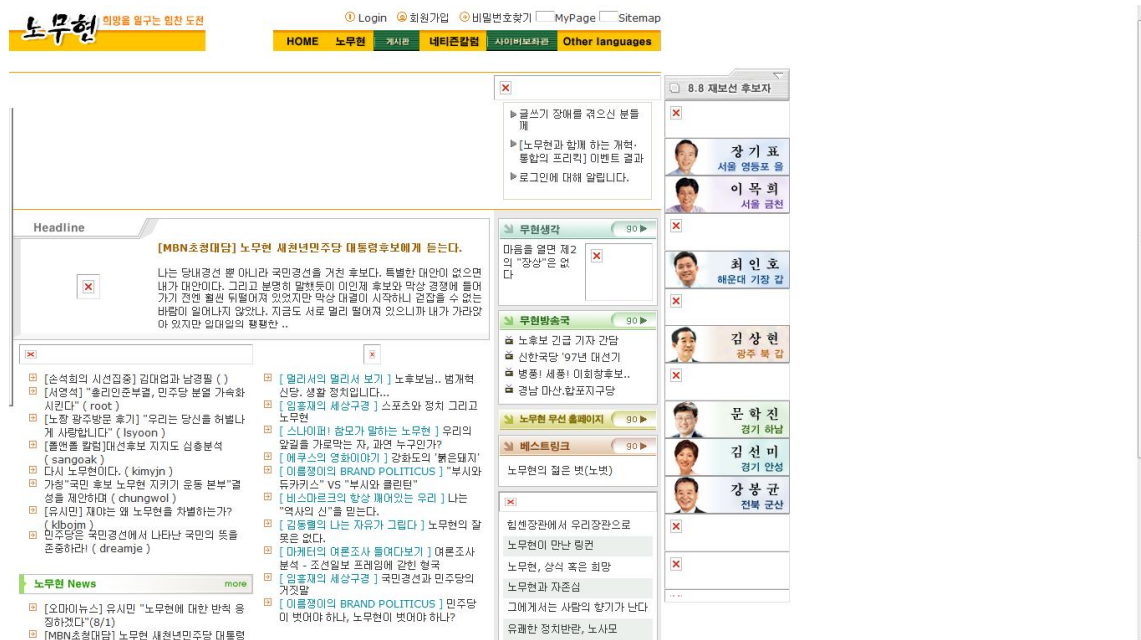 노무현 희망을 일구는 힘찬 도전
Login 회원가입 비밀번호찾기 MyPage Sitemap
HOME 노무현 게시판 네티즌칼럼 사이버보좌관 Other languages
글쓰기 장애를 겪으신 분들
께
[노무현과 함께 하는 개혁·
통합의 프리킥] 이벤트 결과
로그인에 대해 알립니다.
8.8 재보선 후보자
장기표
서울 영등포 을
이목희
서울 금천
최인호
해운대 기장 갑
김상현
광주 북 갑
문학진
경기 하남
김선미
경기 안성
강봉균
전북 군산
Headline
[MBN초청대담] 노무현 새천년민주당 대통령후보에게 듣는다.
나는 당내경선 뿐 아니라 국민경선을 거친 후보다. 특별한 대안이 없으면
내가 대안이다. 그리고 분명히 말했듯이 이인제 후보와 막상 경쟁에 들어
가기 전엔 훨씬 뒤떨어져 있었지만 막상 대결이 시작하니 걷잡을 수 없는
바람이 일어나지 않았나. 지금도 서로 멀리 떨어져 있으니까 내가 가라앉
아 있지만 일대일의 팽팽한 ..
무현생각 go
마음을 열면 제2
의 "장상"은 없
다
무현방송국 go
노후보 긴급 기자 간담
신한국당 '97년 대선기
병풍! 세풍! 이회창후보..
경남 마산.합포지구당
노무현 무선 홈페이지 go
베스트링크 go
노무현의 젊은 벗(노벗)
힘센장관에서 우리장관으로
노무현이 만난 링컨
노무현, 상식 혹은 희망
노무현과 자존심
그에게서는 사람의 향기가 난다
유쾌한 정치반란, 노사모
[손석희의 시선집중] 김대업과 남경필 ( )
[서영석] "총리인준부결, 민주당 분열 가속화
시킨다" ( root )
[노장 광주방문 후기] "우리는 당신을 허벌나
게 사랑합니다" ( lsyoon )
[폴앤폴 칼럼]대선후보 지지도 심층분석
( sangoak )
다시 노무현이다. ( kimyjn )
가칭"국민 후보 노무현 지키기 운동 본부"결
성을 제안하며 ( chungwol )
[유시민] 재야는 왜 노무현을 차별하는가?
( klbojm )
민주당은 국민경선에서 나타난 국민의 뜻을
존중하라! ( dreamje )
[ 멀리서의 멀리서 보기 ] 노후보님.. 범개혁
신당. 생활 정치입니다...
[ 임흥재의 세상구경 ] 스포츠와 정치 그리고
노무현
[ 스나이퍼! 참모가 말하는 노무현 ] 우리의
앞길을 가로막는 자, 과연 누구인가?
[ 에쿠스의 영화이야기 ] 강화도의 '붉은돼지'
[ 이름쟁이의 BRAND POLITICUS ] "부시와
듀카키스" VS "부시와 클린턴"
[ 비스마르크의 항상 깨어있는 우리 ] 나는
"역사의 신"을 믿는다.
[ 김동렬의 나는 자유가 그립다 ] 노무현의 잘
못은 없다.
[ 마케터의 여론조사 들여다보기 ] 여론조사
분석 - 조선일보 프레임에 갇힌 형국
[ 임흥재의 세상구경 ] 국민경선과 민주당의
거짓말
[ 이름쟁이의 BRAND POLITICUS ] 민주당
이 벗어야 하나, 노무현이 벗어야 하나?
노무현 News more
[오마이뉴스] 유시민 "노무현에 대한 반칙 응
징하겠다"(8/1)
[MBN초청대담] 노무현 새천년민주당 대통령